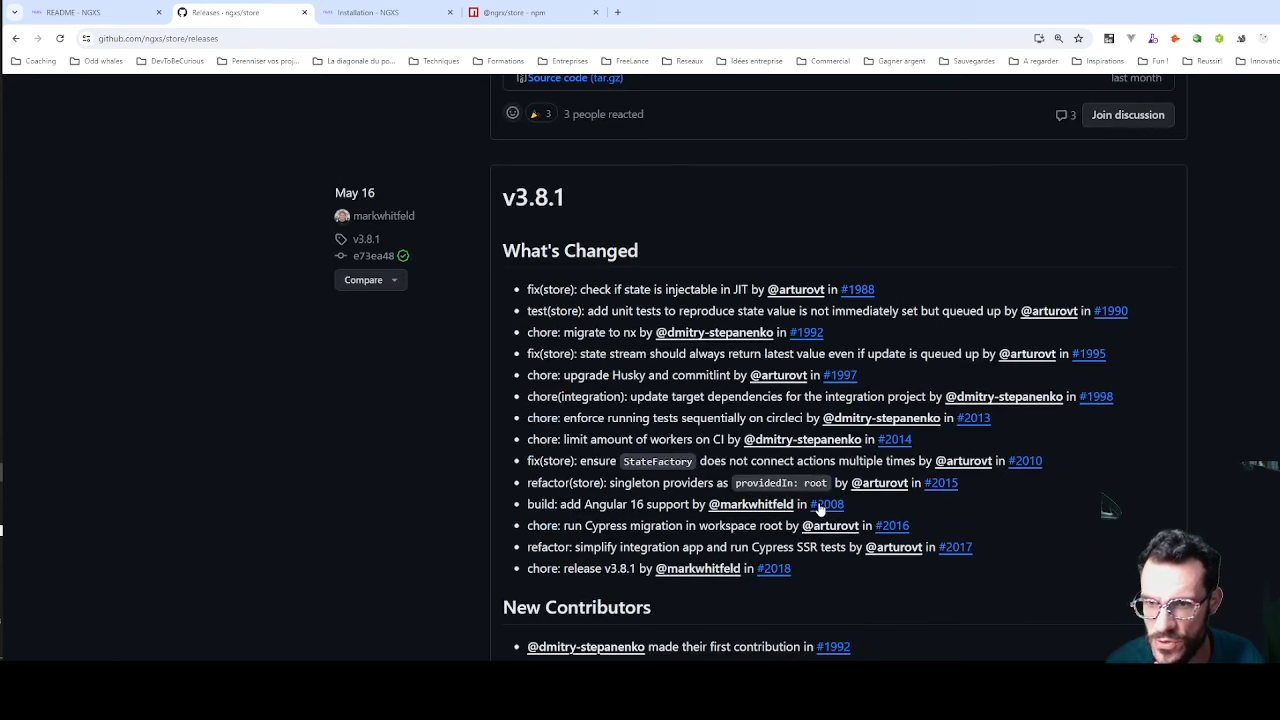 README - NGXS
Releases · ngxs/store
Installation - NGXS
@ngxs/store - npm
github.com/ngxs/store/releases
Coaching
Odd whales
DevToBeCurious
Perenniser vos proj...
La diagonale du po...
Techniques
Formations
Entreprises
FreeLance
Reseaux
Idées entreprise
Commercial
Gagner argent
Sauvegardes
A regarder
Inspirations
Fun !
Reussir!
Source code (tar.gz)
last month
3
3 people reacted
3
Join discussion
May 16
markwhitfeld
v3.8.1
e73ea48
Compare
v3.8.1
What's Changed
fix(store): check if state is injectable in JIT by @arturovt in #1988
test(store): add unit tests to reproduce state value is not immediately set but queued up by @arturovt in #1990
chore: migrate to nx by @dmitry-stepanenko in #1992
fix(store): state stream should always return latest value even if update is queued up by @arturovt in #1995
chore: upgrade Husky and commitlint by @arturovt in #1997
chore(integration): update target dependencies for the integration project by @dmitry-stepanenko in #1998
chore: enforce running tests sequentially on circleci by @dmitry-stepanenko in #2013
chore: limit amount of workers on CI by @dmitry-stepanenko in #2014
fix(store): ensure StateFactory does not connect actions multiple times by @arturovt in #2010
refactor(store): singleton providers as providedIn: root by @arturovt in #2015
build: add Angular 16 support by @markwhitfeld in #2008
chore: run Cypress migration in workspace root by @arturovt in #2016
refactor: simplify integration app and run Cypress SSR tests by @arturovt in #2017
chore: release v3.8.1 by @markwhitfeld in #2018
New Contributors
@dmitry-stepanenko made their first contribution in #1992